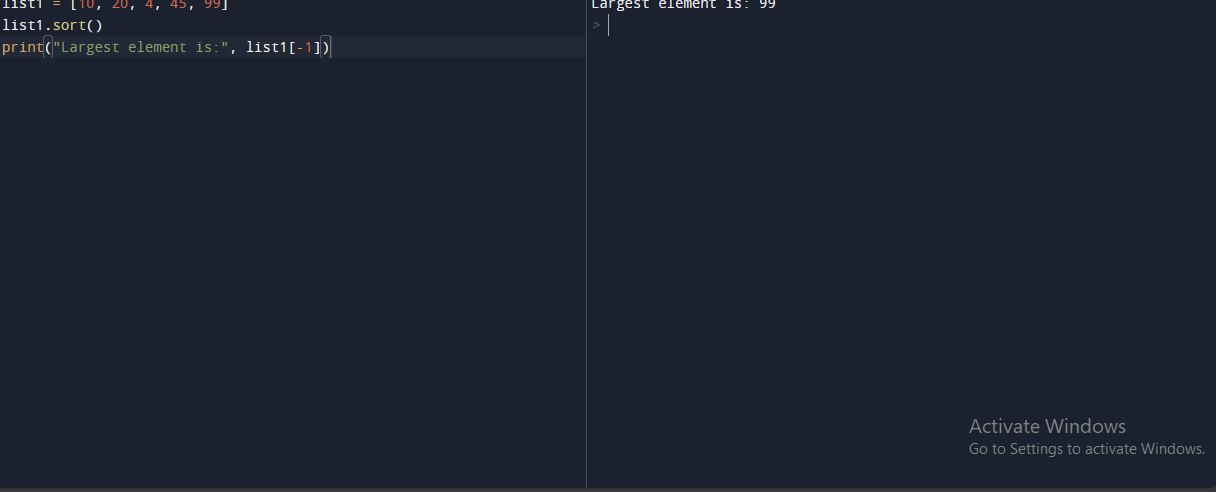 list1 = [10, 20, 4, 45, 99]
list1.sort()
print("Largest element is:", list1[-1])
Largest element is: 99
>
Activate Windows
Go to Settings to activate Windows.